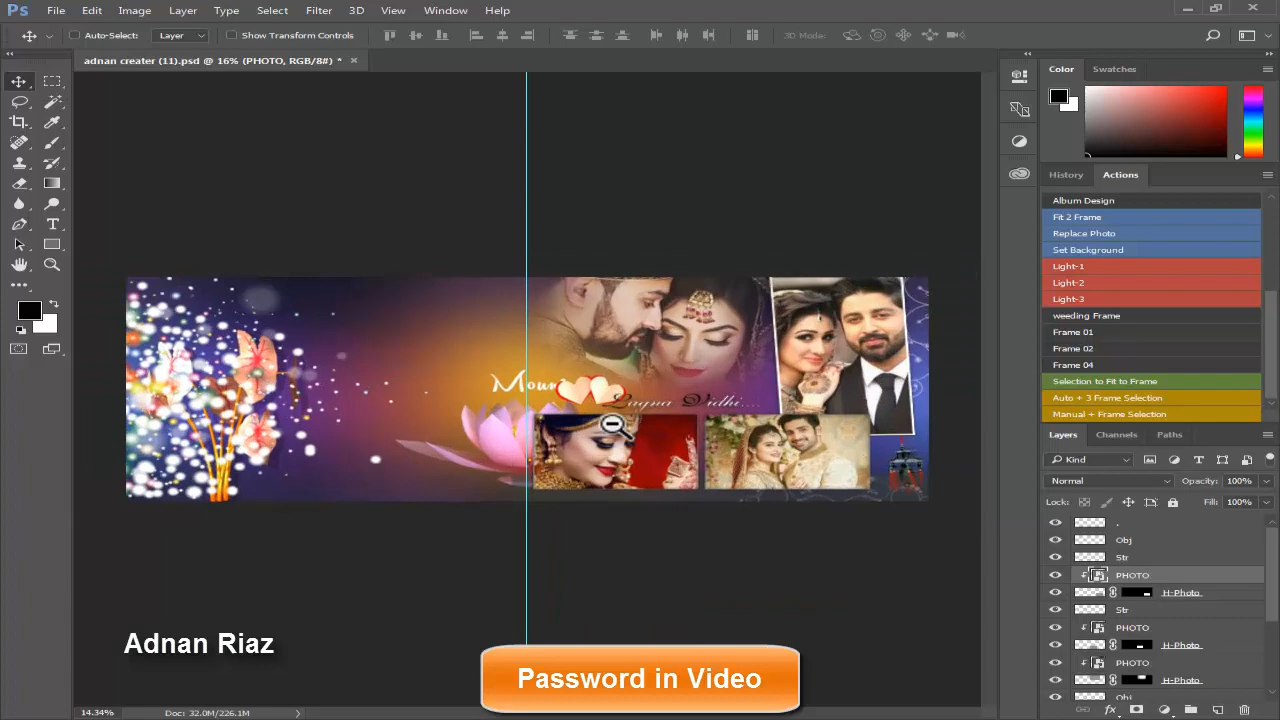 Ps File Edit Image Layer Type Select Filter 3D View Window Help
Auto-Select: Layer Show Transform Controls 3D Mode:
adnan creater (11).psd @ 16% (PHOTO, RGB/8#) *
Color Swatches
History Actions
Album Design
Fit 2 Frame
Replace Photo
Set Background
Light-1
Light-2
Light-3
weeding Frame
Frame 01
Frame 02
Frame 04
Selection to Fit to Frame
Auto + 3 Frame Selection
Manual + Frame Selection
Layers Channels Paths
Kind
Normal Opacity: 100%
Lock: Fill: 100%
.
Obj
Str
PHOTO
H-Photo
Str
PHOTO
H-Photo
PHOTO
H-Photo
Obj
Lagna Vidhi....
Adnan Riaz
Password in Video
14.34% Doc: 32.0M/226.1M